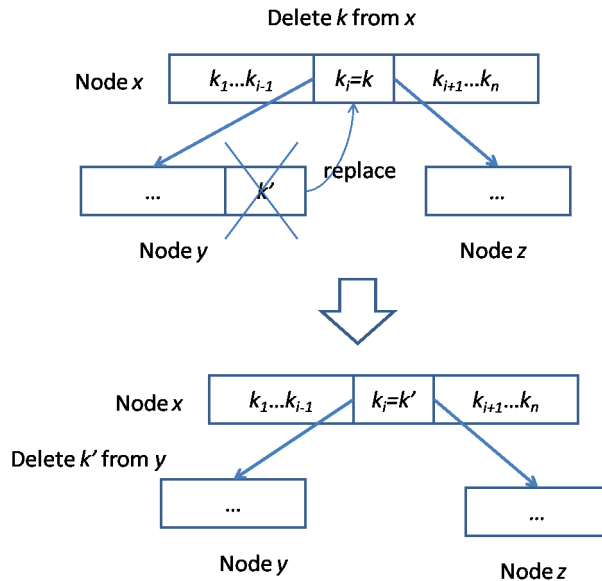 Delete k from x
Node x k₁...kᵢ₋₁ kᵢ=k kᵢ₊₁...kₙ
replace
... k' ...
Node y Node z
Node x k₁...kᵢ₋₁ kᵢ=k' kᵢ₊₁...kₙ
Delete k' from y
... ...
Node y Node z